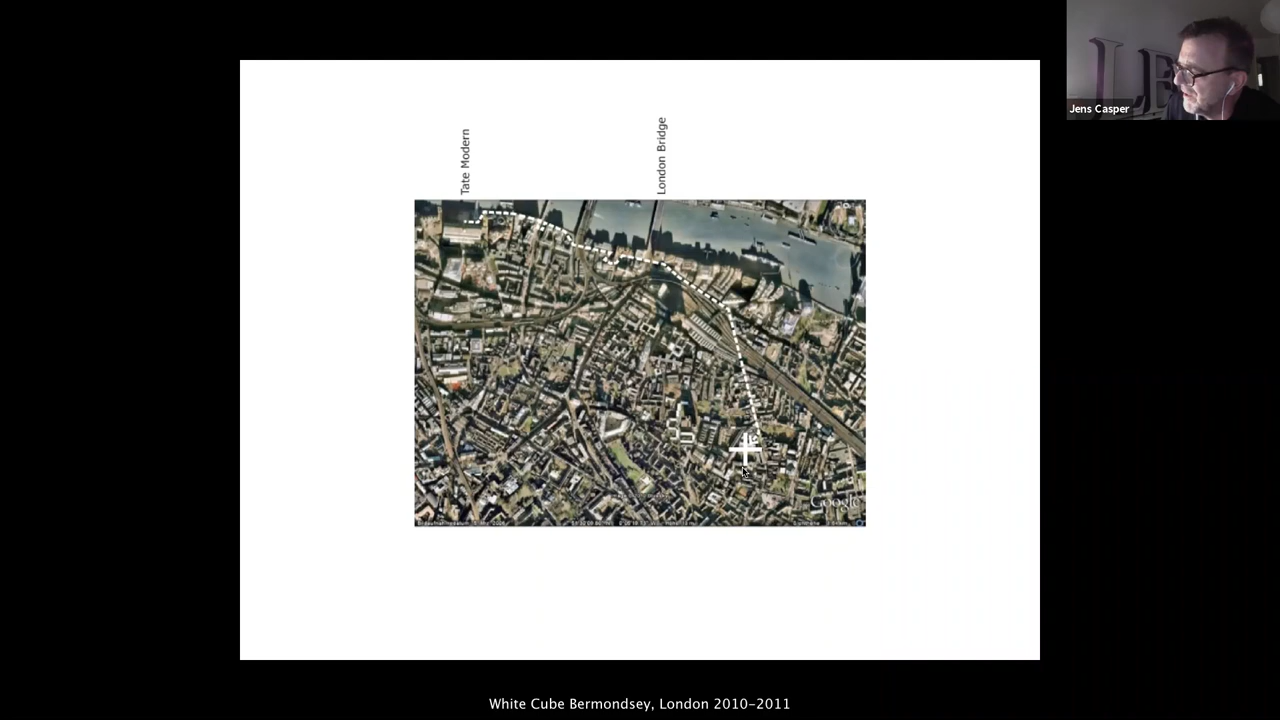 Jens Casper
Tate Modern
London Bridge
Google
White Cube Bermondsey, London 2010-2011